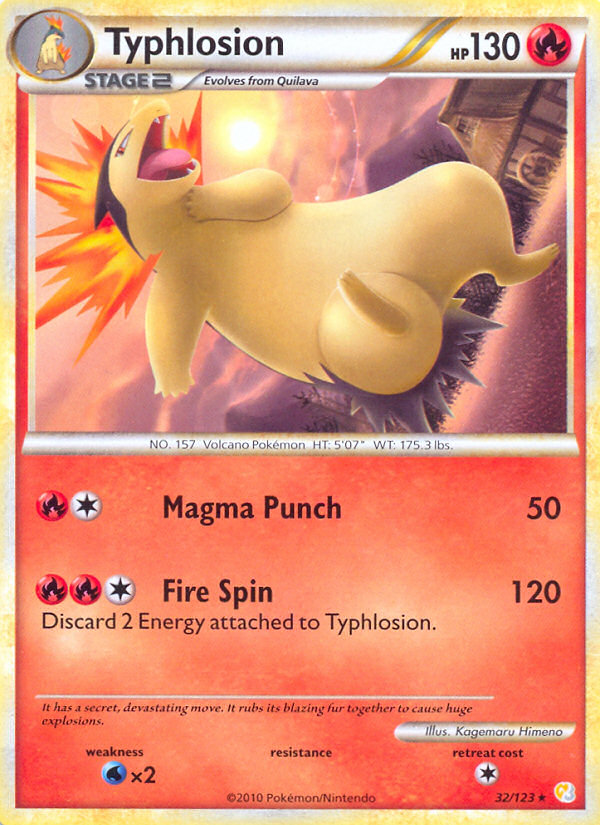 Typhlosion HP130
STAGE 2 Evolves from Quilava
NO. 157 Volcano Pokémon HT: 5'07" WT: 175.3 lbs.
Magma Punch 50
Fire Spin 120
Discard 2 Energy attached to Typhlosion.
It has a secret, devastating move. It rubs its blazing fur together to cause huge
explosions.
Illus. Kagemaru Himeno
weakness resistance retreat cost
×2
©2010 Pokémon/Nintendo 32/123 ★